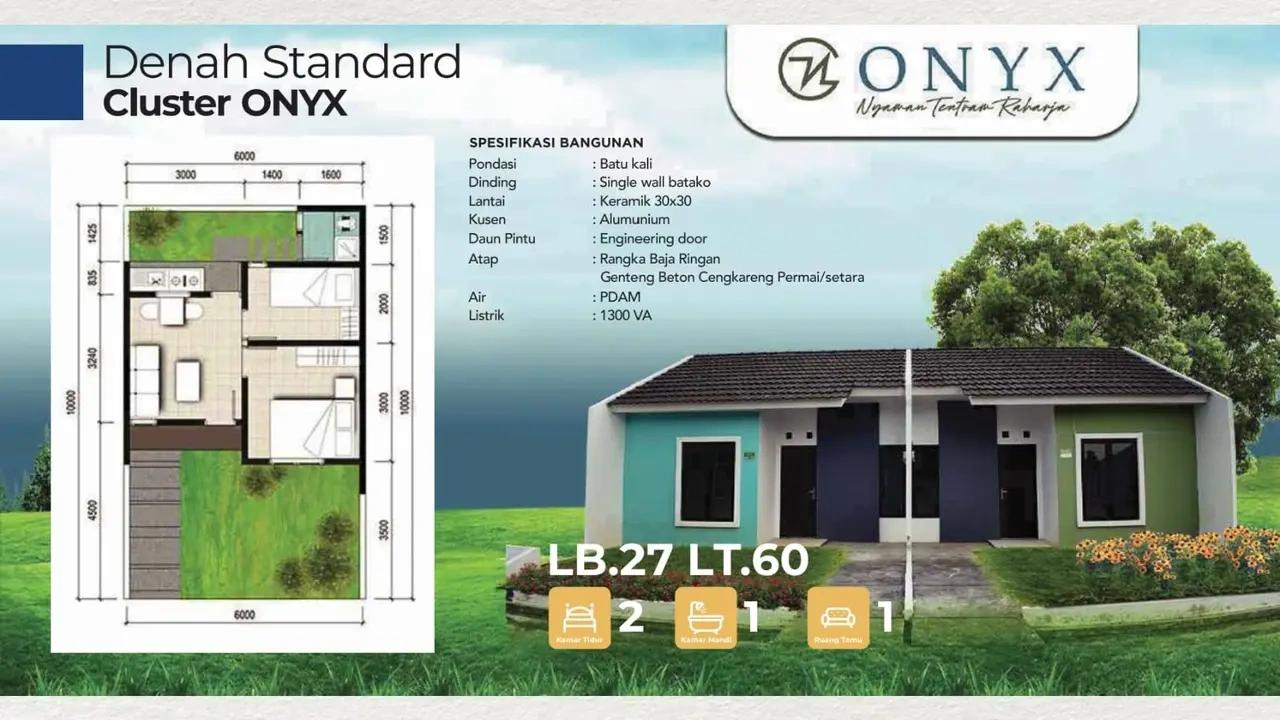 Denah Standard
Cluster ONYX
ONYX
Nyaman Tentram Raharja
SPESIFIKASI BANGUNAN
Pondasi : Batu kali
Dinding : Single wall batako
Lantai : Keramik 30x30
Kusen : Alumunium
Daun Pintu : Engineering door
Atap : Rangka Baja Ringan
Genteng Beton Cengkareng Permai/setara
Air : PDAM
Listrik : 1300 VA
6000
3000 1400 1600
1425
835
3240
10000
4500
1500
2000
3000
10000
3500
6000
LB.27 LT.60
2 1 1
Kamar Tidur Kamar Mandi Ruang Tamu